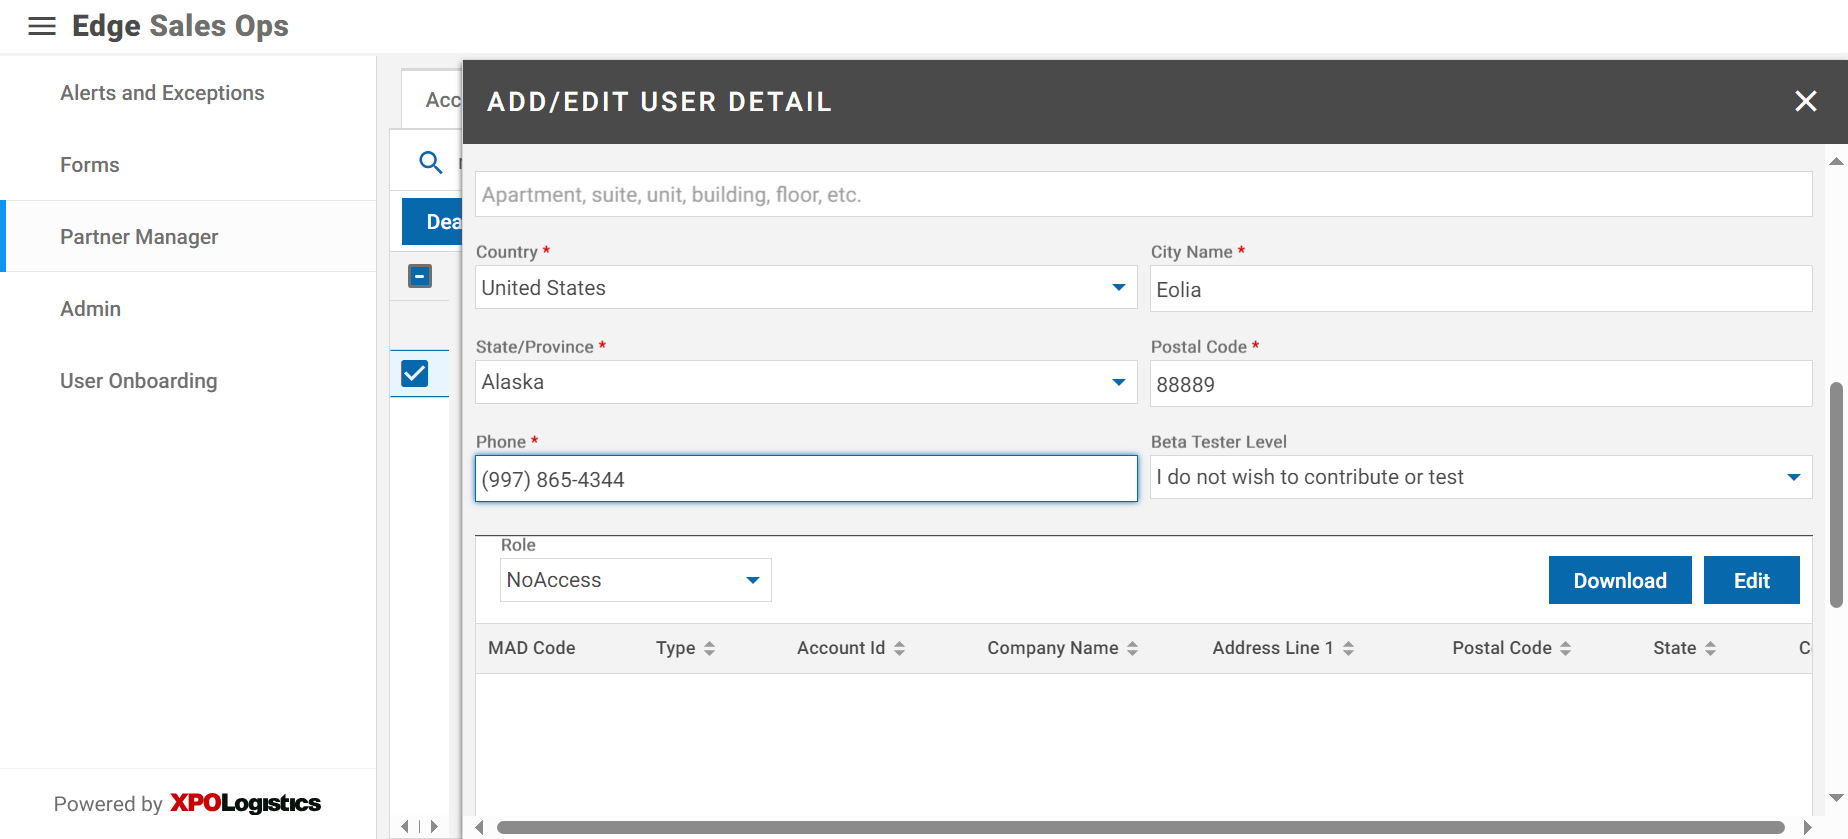 Edge Sales Ops
Alerts and Exceptions
Forms
Partner Manager
Admin
User Onboarding
Powered by XPOLogistics
Acc
Dea
ADD/EDIT USER DETAIL
Apartment, suite, unit, building, floor, etc.
Country *
City Name *
United States
Eolia
State/Province *
Postal Code *
Alaska
88889
Phone *
Beta Tester Level
(997) 865-4344
I do not wish to contribute or test
Role
NoAccess
Download
Edit
MAD Code Type Account Id Company Name Address Line 1 Postal Code State C